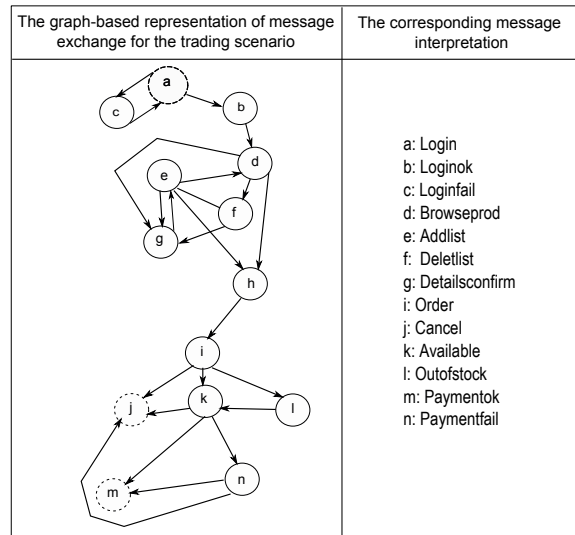 The graph-based representation of message
exchange for the trading scenario
The corresponding message
interpretation
a
c
b
d
e
f
g
h
i
j
k
l
m
n
a: Login
b: Loginok
c: Loginfail
d: Browseprod
e: Addlist
f: Deletlist
g: Detailsconfirm
i: Order
j: Cancel
k: Available
l: Outofstock
m: Paymentok
n: Paymentfail